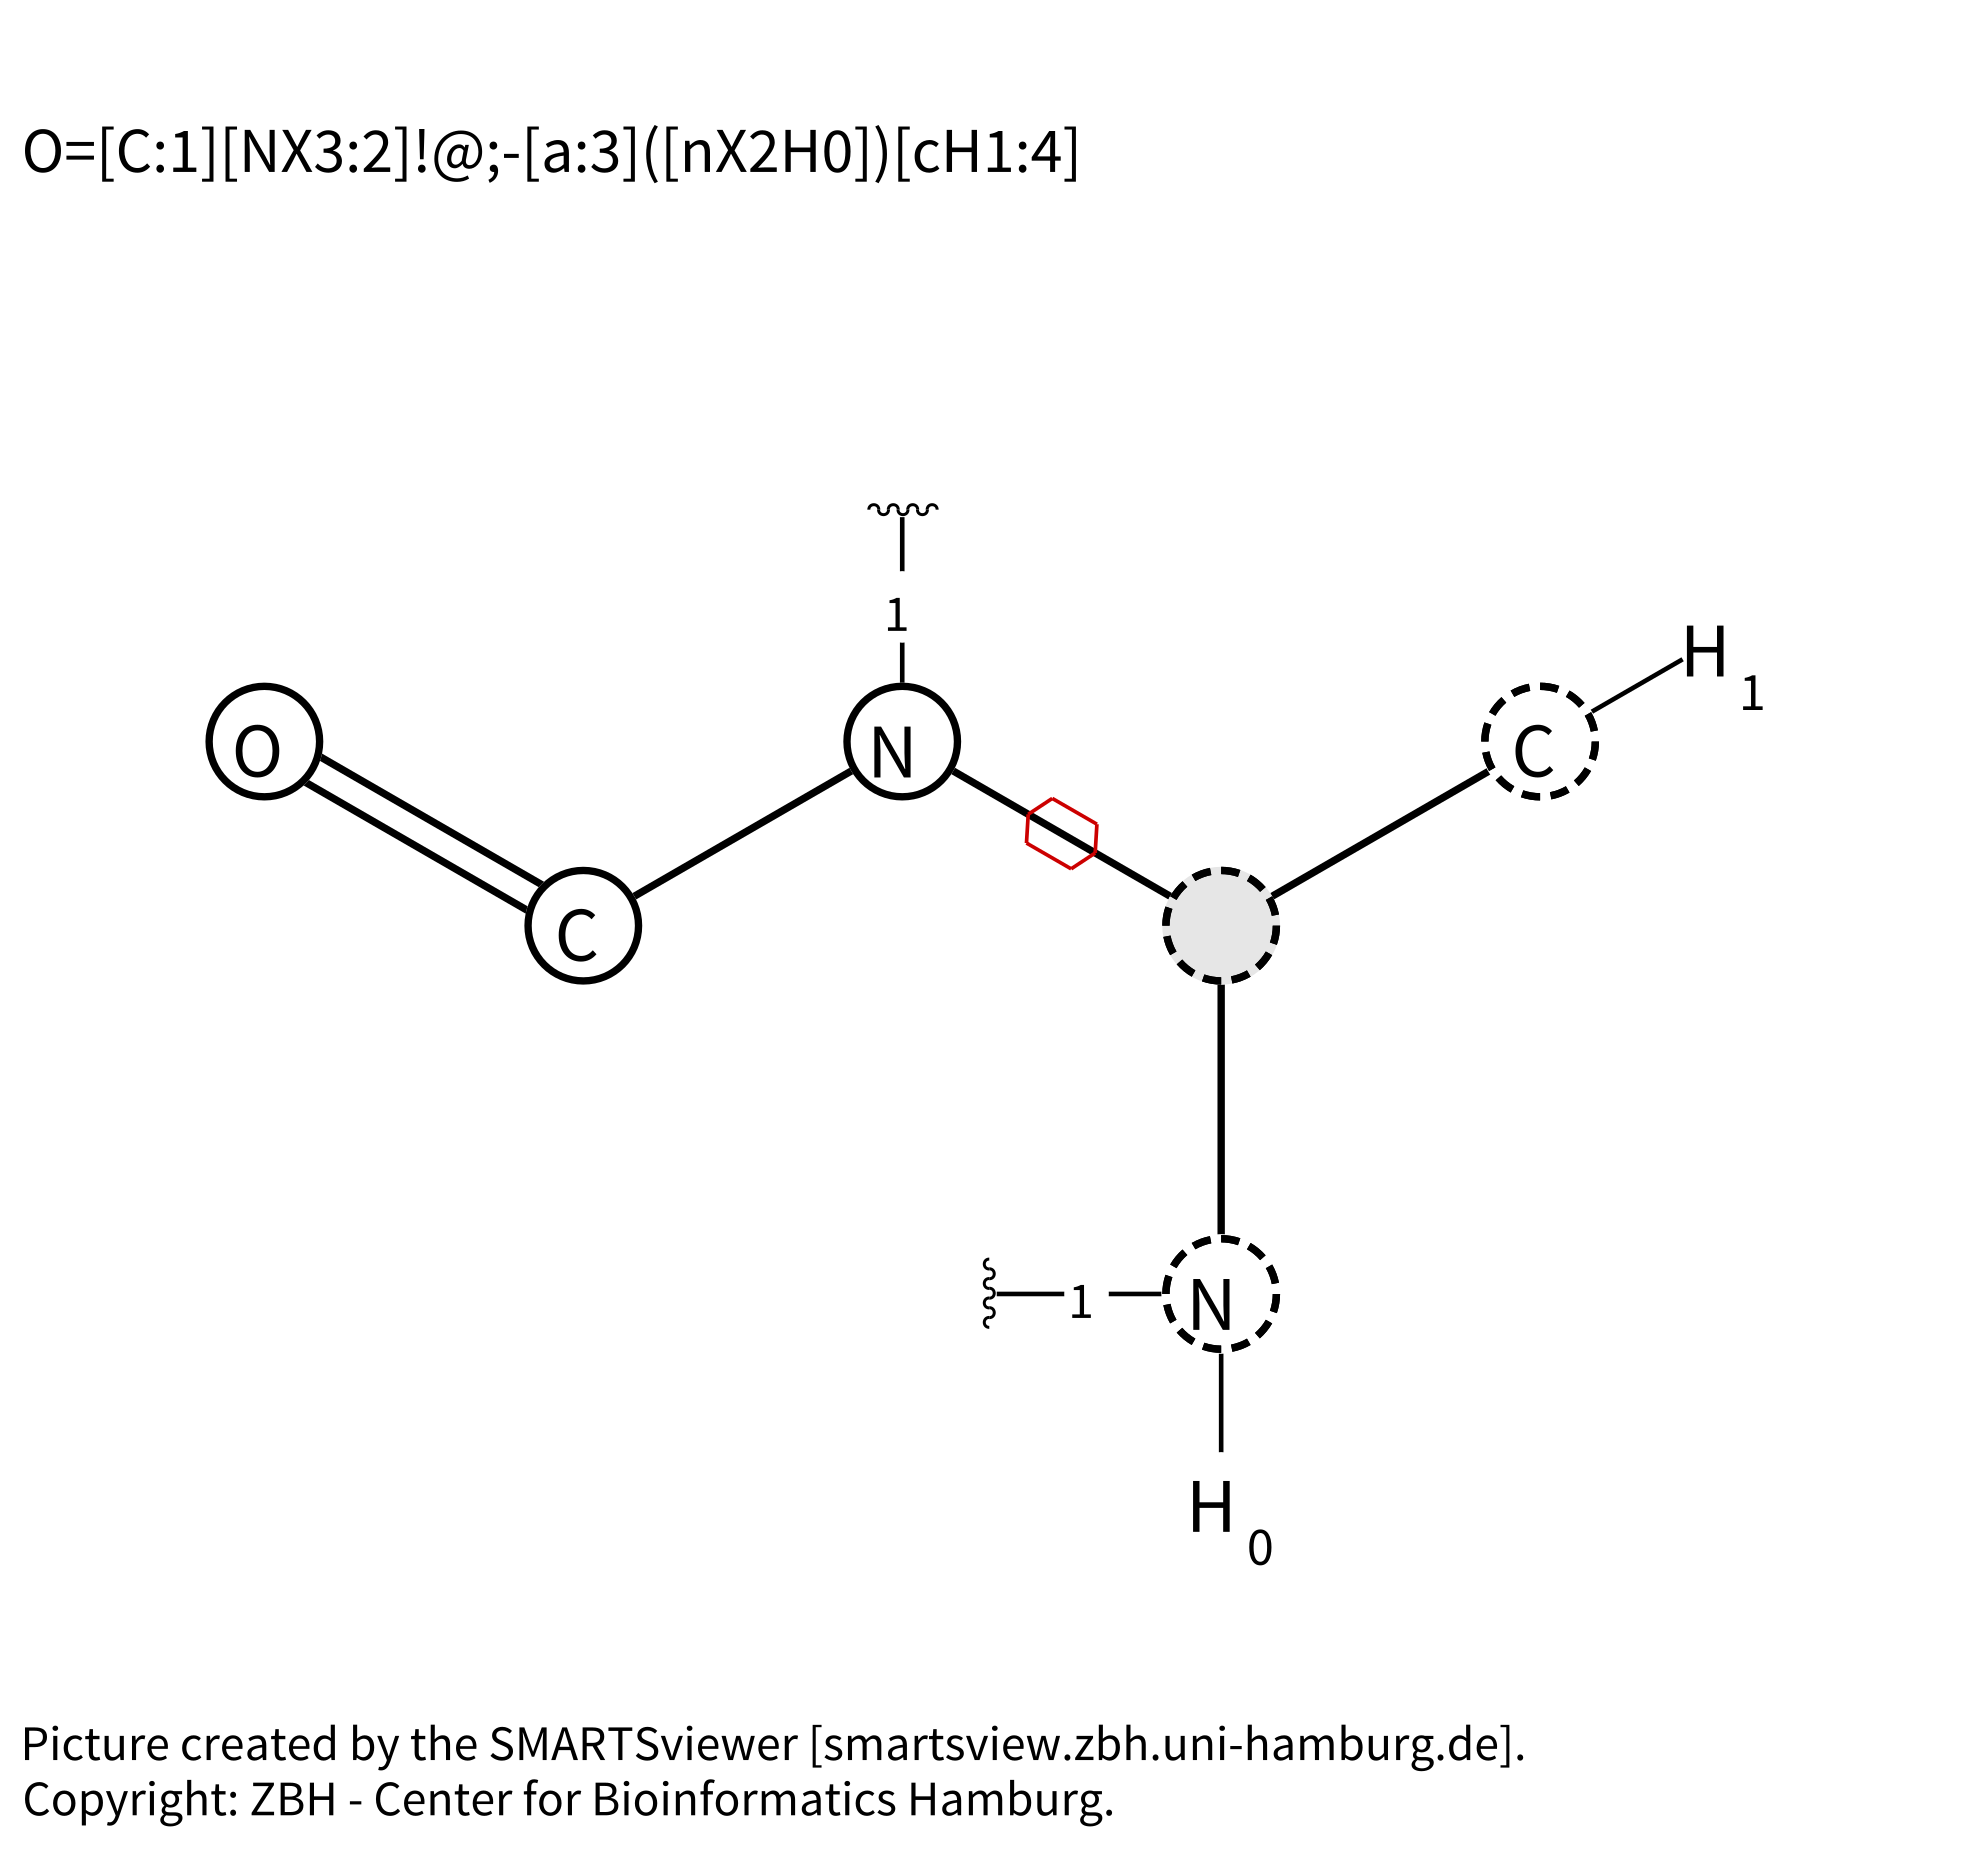 O=[C:1][NX3:2]!@;-[a:3]([nX2H0])[cH1:4]
1
H 1
O
N
C
C
N
1
H 0
Picture created by the SMARTSviewer [smartsview.zbh.uni-hamburg.de].
Copyright: ZBH - Center for Bioinformatics Hamburg.